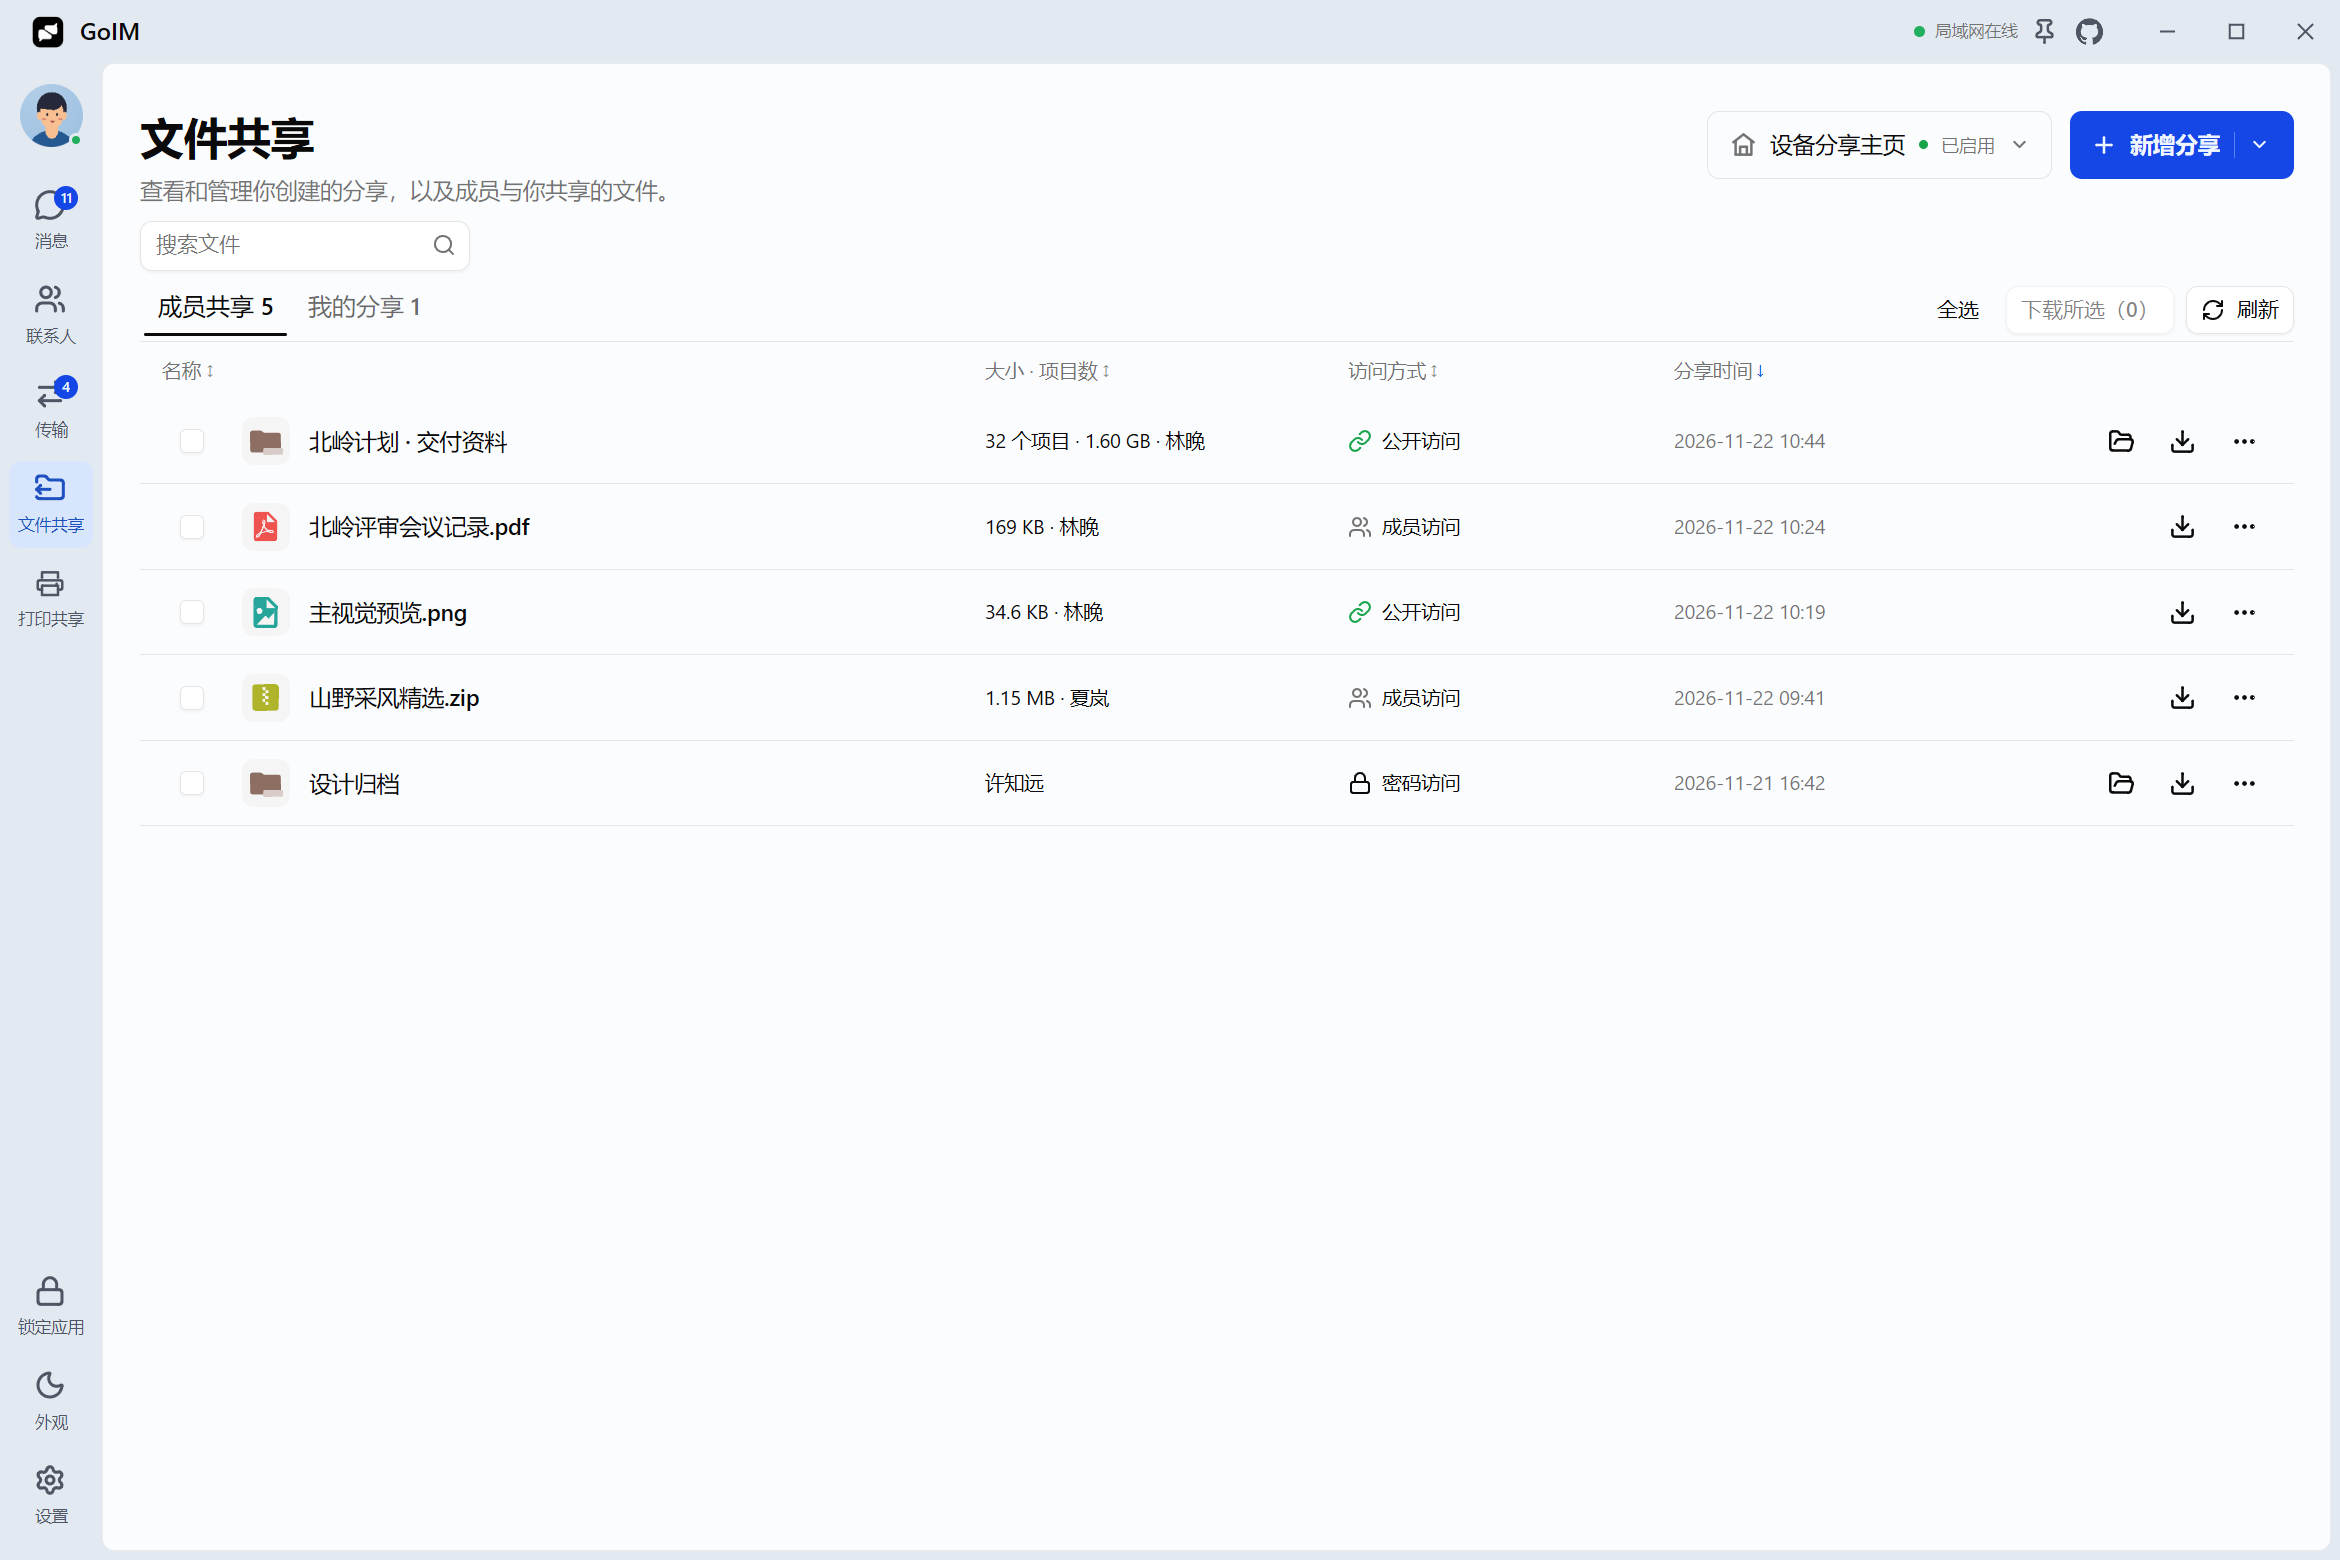 GoIM
局域网在线
11
消息
联系人
4
传输
文件共享
打印共享
锁定应用
外观
设置
文件共享
查看和管理你创建的分享，以及成员与你共享的文件。
设备分享主页 已启用
新增分享
搜索文件
成员共享 5 我的分享 1
全选 下载所选（0） 刷新
名称↕ 大小 · 项目数↕ 访问方式↕ 分享时间↓
北岭计划 · 交付资料 32 个项目 · 1.60 GB · 林晚 公开访问 2026-11-22 10:44
北岭评审会议记录.pdf 169 KB · 林晚 成员访问 2026-11-22 10:24
主视觉预览.png 34.6 KB · 林晚 公开访问 2026-11-22 10:19
山野采风精选.zip 1.15 MB · 夏岚 成员访问 2026-11-22 09:41
设计归档 许知远 密码访问 2026-11-21 16:42